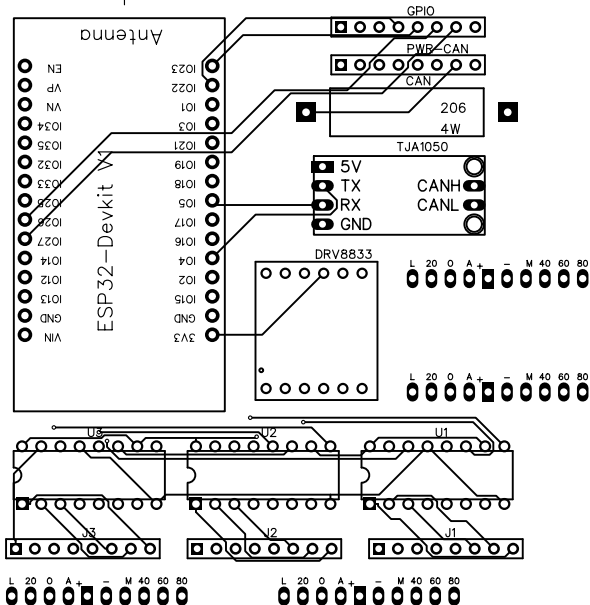 GPIO
Antenna
PWR-CAN
EN
IO23
VP
IO22
CAN
VN
IO1
206
IO34
IO3
4W
IO35
IO21
TJA1050
IO32
IO19
5V
IO33
IO18
TX
CANH
IO25
IO5
RX
CANL
IO26
IO17
GND
IO27
IO16
ESP32-Devkit V1
IO14
IO4
DRV8833
IO12
IO2
L 20 0 A + - M 40 60 80
IO13
IO15
GND
GND
VIN
3V3
L 20 0 A + - M 40 60 80
U3
U2
U1
J3
J2
J1
L 20 0 A + - M 40 60 80
L 20 0 A + - M 40 60 80